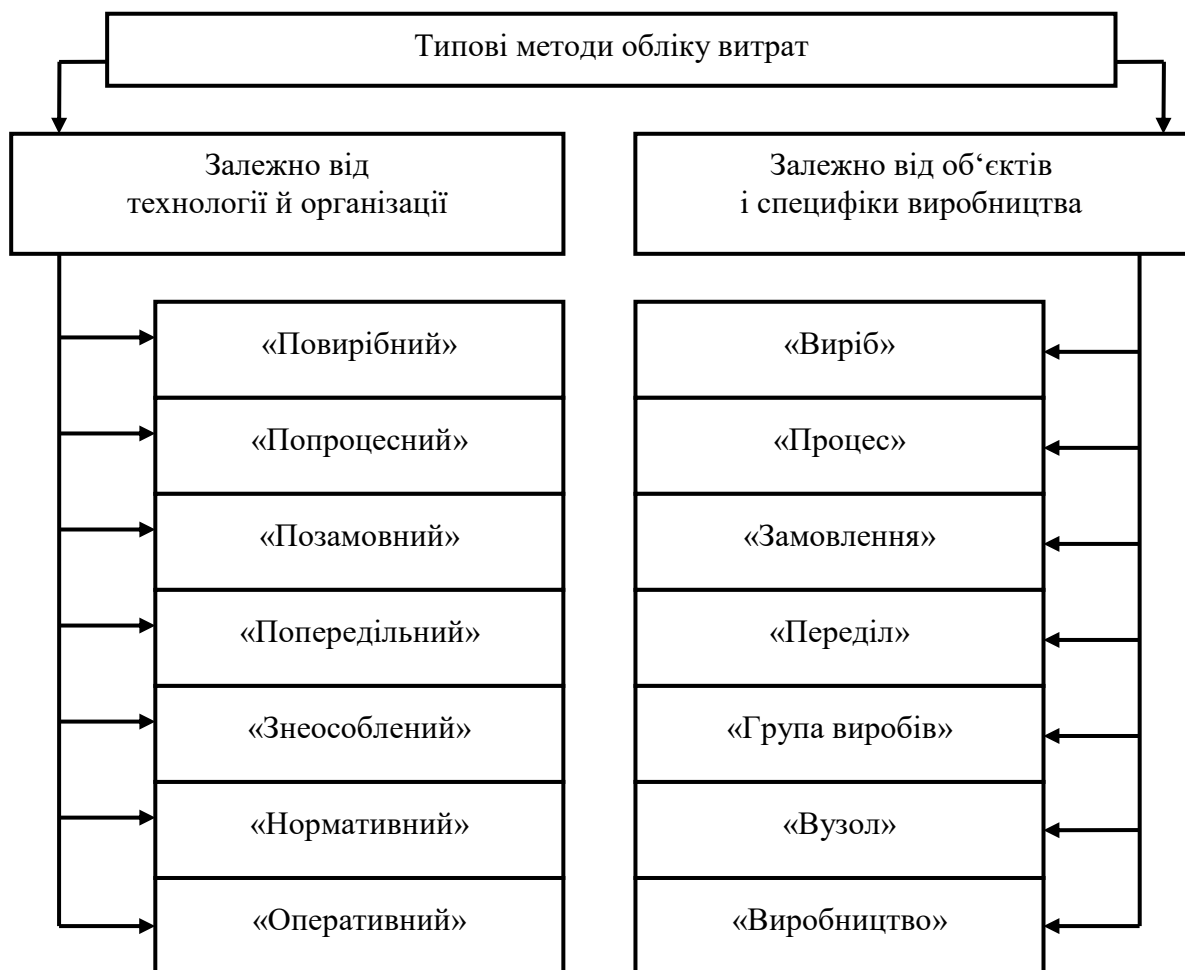 Типові методи обліку витрат
Залежно від
технології й організації
Залежно від об‘єктів
і специфіки виробництва
«Повирібний»
«Виріб»
«Попроцесний»
«Процес»
«Позамовний»
«Замовлення»
«Попередільний»
«Переділ»
«Знеособлений»
«Група виробів»
«Нормативний»
«Вузол»
«Оперативний»
«Виробництво»